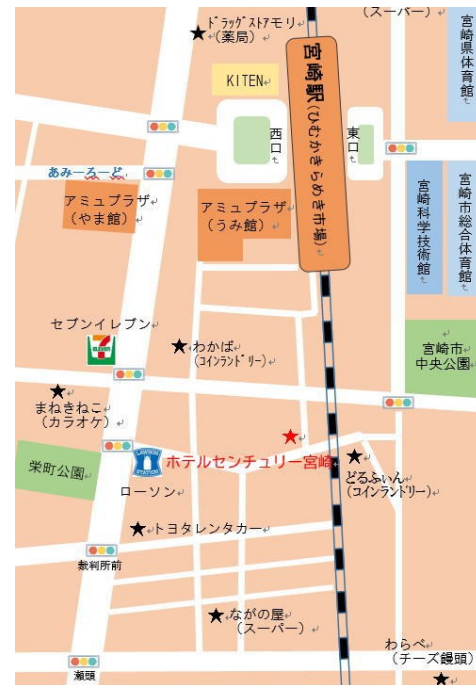 ドラッグストアモリ
(薬局)
(スーパー)
宮崎県体育館
KITEN
宮崎駅(ひむかきらめき市場)
西口
東口
あみーろーど
アミュプラザ
(やま館)
アミュプラザ
(うみ館)
宮崎科学技術館
宮崎市総合体育館
セブンイレブン
7
ELEVEN
わかば
(コインランドリー)
宮崎市
中央公園
まねきねこ
(カラオケ)
栄町公園
LAWSON
STATION
ホテルセンチュリー宮崎
ローソン
どるふぃん
(コインランドリー)
トヨタレンタカー
裁判所前
ながの屋
(スーパー)
わらべ
(チーズ饅頭)
瀬頭